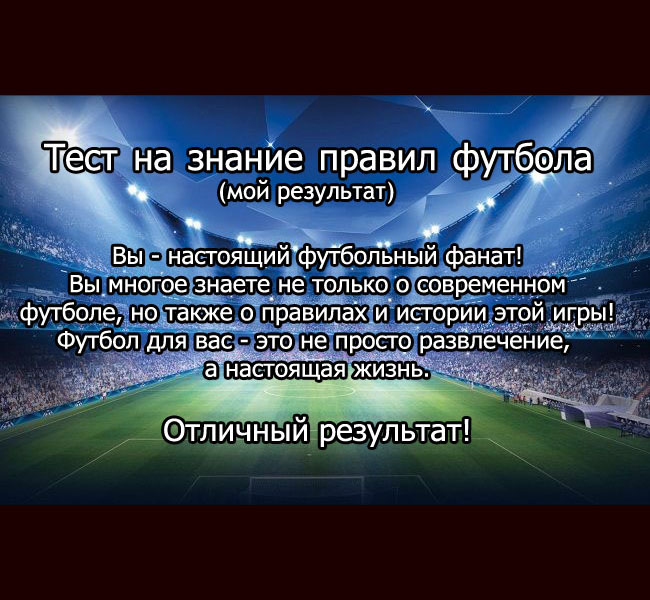 Тест на знание правил футбола
(мой результат)
Вы - настоящий футбольный фанат!
Вы многое знаете не только о современном
футболе, но также о правилах и истории этой игры!
Футбол для вас - это не просто развлечение,
а настоящая жизнь.
Отличный результат!